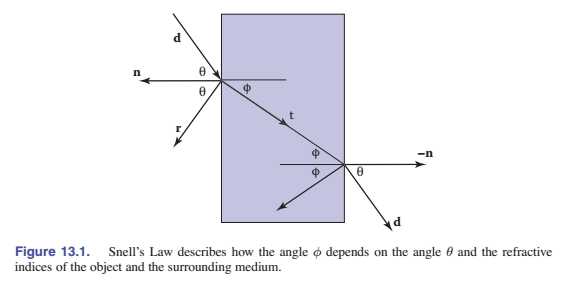 d
n
θ
θ
ϕ
r
t
ϕ
−n
ϕ
θ
d
Figure 13.1. Snell's Law describes how the angle ϕ depends on the angle θ and the refractive
indices of the object and the surrounding medium.